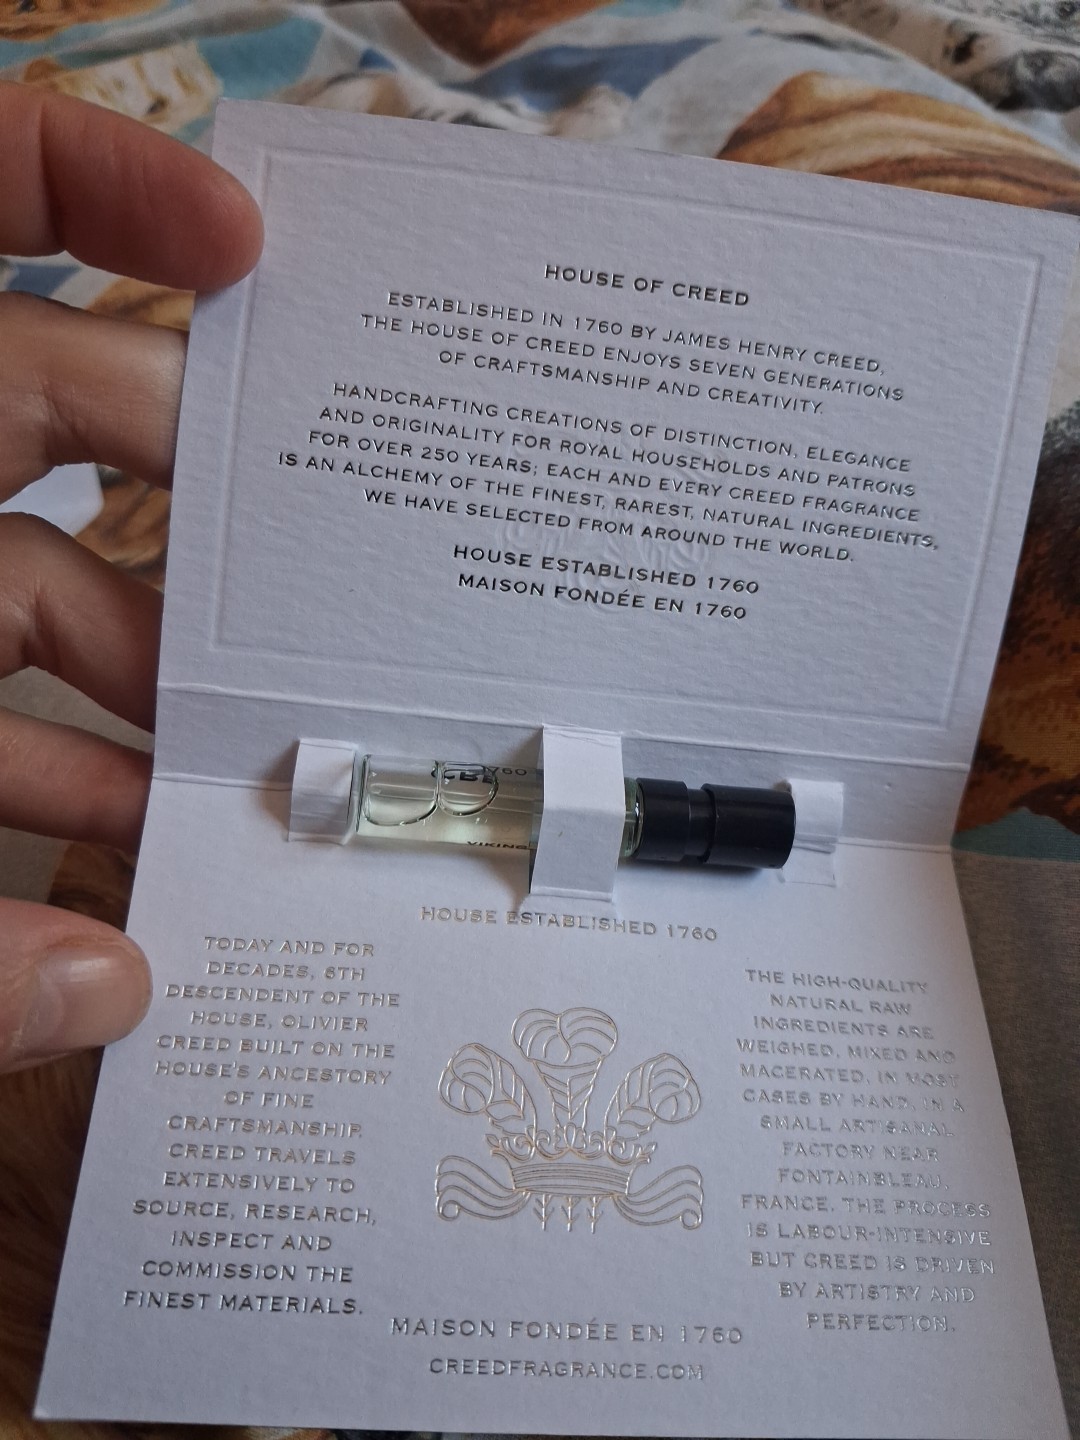 HOUSE OF CREED
ESTABLISHED IN 1760 BY JAMES HENRY CREED,
THE HOUSE OF CREED ENJOYS SEVEN GENERATIONS
OF CRAFTSMANSHIP AND CREATIVITY.
HANDCRAFTING CREATIONS OF DISTINCTION, ELEGANCE
AND ORIGINALITY FOR ROYAL HOUSEHOLDS AND PATRONS
FOR OVER 250 YEARS; EACH AND EVERY CREED FRAGRANCE
IS AN ALCHEMY OF THE FINEST, RAREST, NATURAL INGREDIENTS,
WE HAVE SELECTED FROM AROUND THE WORLD.
HOUSE ESTABLISHED 1760
MAISON FONDÉE EN 1760
1760
VIKING
HOUSE ESTABLISHED 1760
TODAY AND FOR
DECADES, 6TH
DESCENDENT OF THE
HOUSE, OLIVIER
CREED BUILT ON THE
HOUSE'S ANCESTORY
OF FINE
CRAFTSMANSHIP.
CREED TRAVELS
EXTENSIVELY TO
SOURCE, RESEARCH,
INSPECT AND
COMMISSION THE
FINEST MATERIALS.
THE HIGH-QUALITY
NATURAL RAW
INGREDIENTS ARE
WEIGHED, MIXED AND
MACERATED, IN MOST
CASES BY HAND, IN A
SMALL ARTISANAL
FACTORY NEAR
FONTAINBLEAU,
FRANCE. THE PROCESS
IS LABOUR-INTENSIVE
BUT CREED IS DRIVEN
BY ARTISTRY AND
PERFECTION.
MAISON FONDÉE EN 1760
CREEDFRAGRANCE.COM